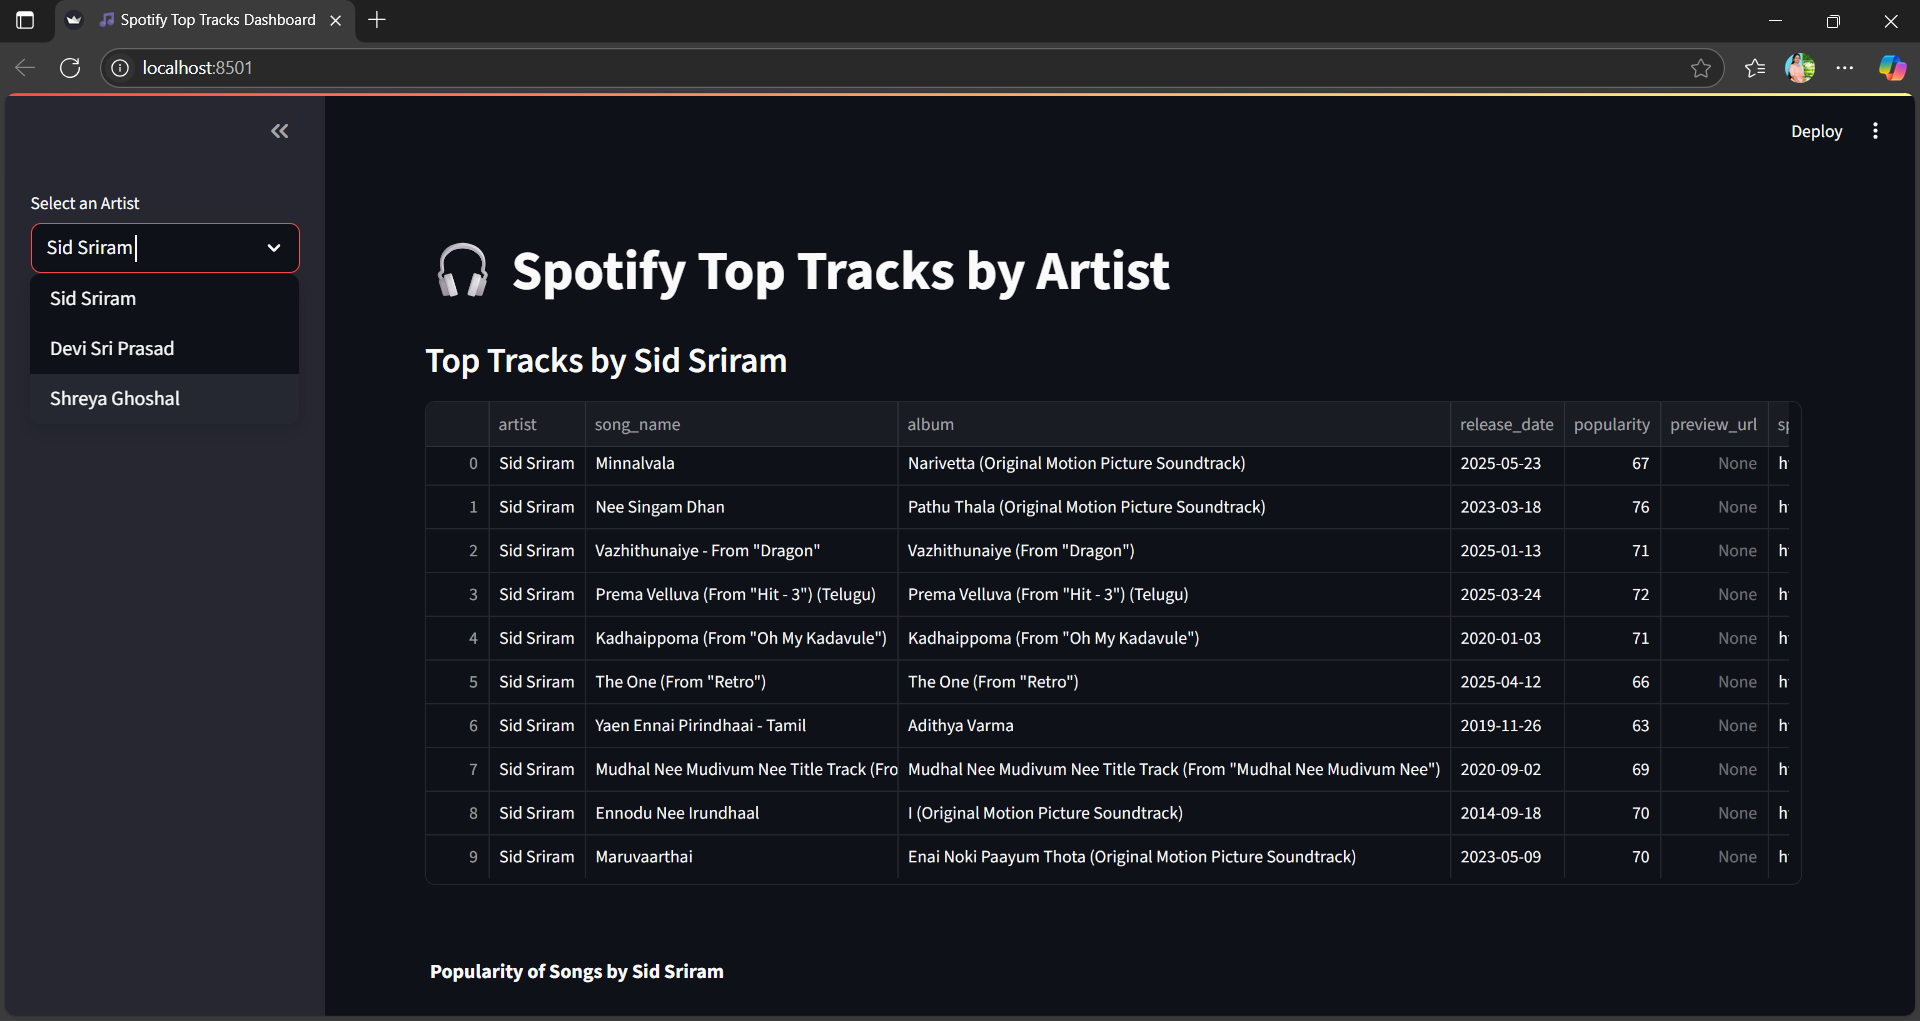 Spotify Top Tracks Dashboard
localhost:8501
Deploy
Select an Artist
Sid Sriram
Sid Sriram
Devi Sri Prasad
Shreya Ghoshal
Spotify Top Tracks by Artist
Top Tracks by Sid Sriram
artist song_name album release_date popularity preview_url sp
0 Sid Sriram Minnalvala Narivetta (Original Motion Picture Soundtrack) 2025-05-23 67 None h
1 Sid Sriram Nee Singam Dhan Pathu Thala (Original Motion Picture Soundtrack) 2023-03-18 76 None h
2 Sid Sriram Vazhithunaiye - From "Dragon" Vazhithunaiye (From "Dragon") 2025-01-13 71 None h
3 Sid Sriram Prema Velluva (From "Hit - 3") (Telugu) Prema Velluva (From "Hit - 3") (Telugu) 2025-03-24 72 None h
4 Sid Sriram Kadhaippoma (From "Oh My Kadavule") Kadhaippoma (From "Oh My Kadavule") 2020-01-03 71 None h
5 Sid Sriram The One (From "Retro") The One (From "Retro") 2025-04-12 66 None h
6 Sid Sriram Yaen Ennai Pirindhaai - Tamil Adithya Varma 2019-11-26 63 None h
7 Sid Sriram Mudhal Nee Mudivum Nee Title Track (Fro Mudhal Nee Mudivum Nee Title Track (From "Mudhal Nee Mudivum Nee") 2020-09-02 69 None h
8 Sid Sriram Ennodu Nee Irundhaal I (Original Motion Picture Soundtrack) 2014-09-18 70 None h
9 Sid Sriram Maruvaarthai Enai Noki Paayum Thota (Original Motion Picture Soundtrack) 2023-05-09 70 None h
Popularity of Songs by Sid Sriram